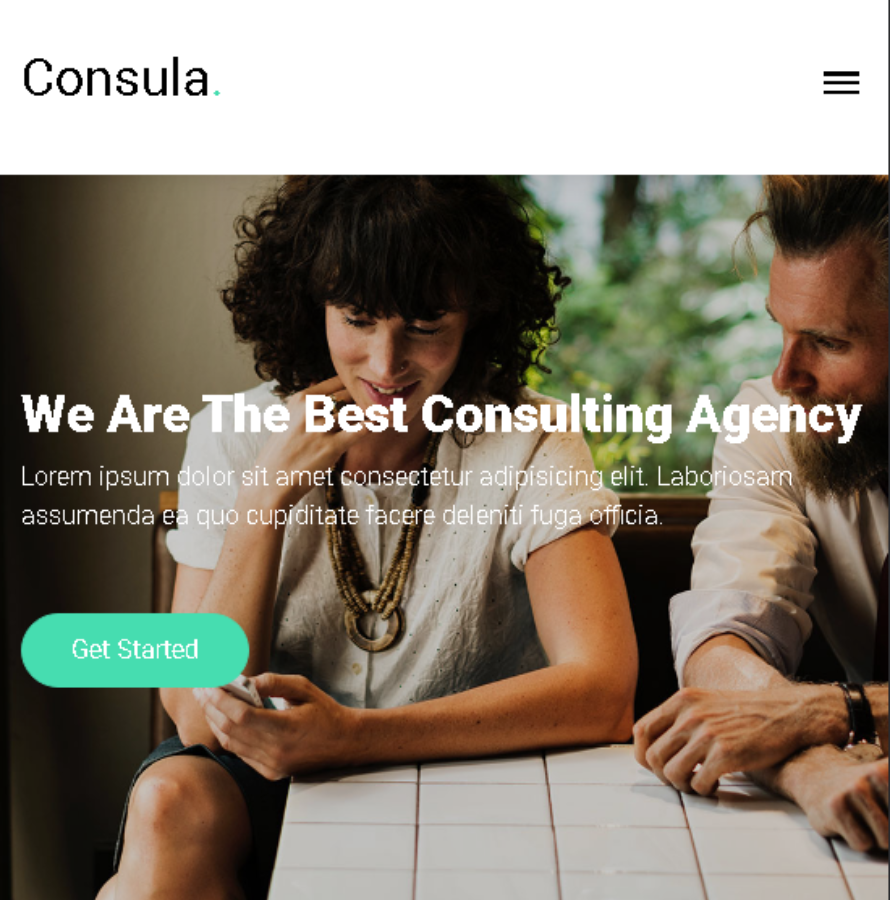 Consula.
We Are The Best Consulting Agency
Lorem ipsum dolor sit amet consectetur adipisicing elit. Laboriosam
assumenda ea quo cupiditate facere deleniti fuga officia.
Get Started